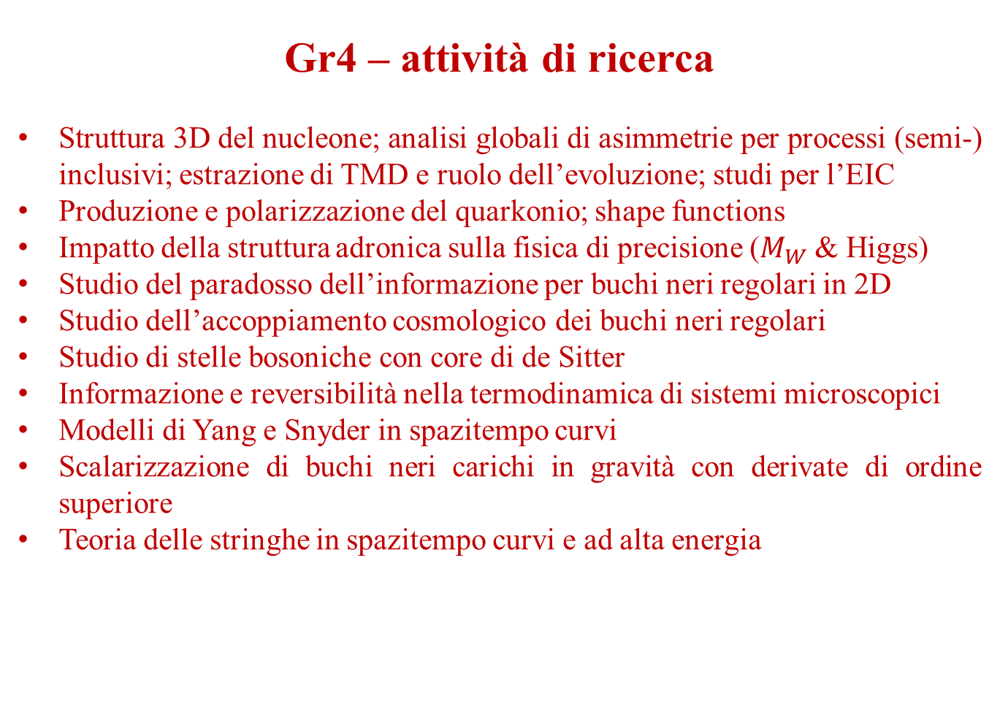 Gr4 – attività di ricerca
• Struttura 3D del nucleone; analisi globali di asimmetrie per processi (semi-)
inclusivi; estrazione di TMD e ruolo dell’evoluzione; studi per l’EIC
• Produzione e polarizzazione del quarkonio; shape functions
• Impatto della struttura adronica sulla fisica di precisione (𝑀𝑊 & Higgs)
• Studio del paradosso dell’informazione per buchi neri regolari in 2D
• Studio dell’accoppiamento cosmologico dei buchi neri regolari
• Studio di stelle bosoniche con core di de Sitter
• Informazione e reversibilità nella termodinamica di sistemi microscopici
• Modelli di Yang e Snyder in spazitempo curvi
• Scalarizzazione di buchi neri carichi in gravità con derivate di ordine
superiore
• Teoria delle stringhe in spazitempo curvi e ad alta energia